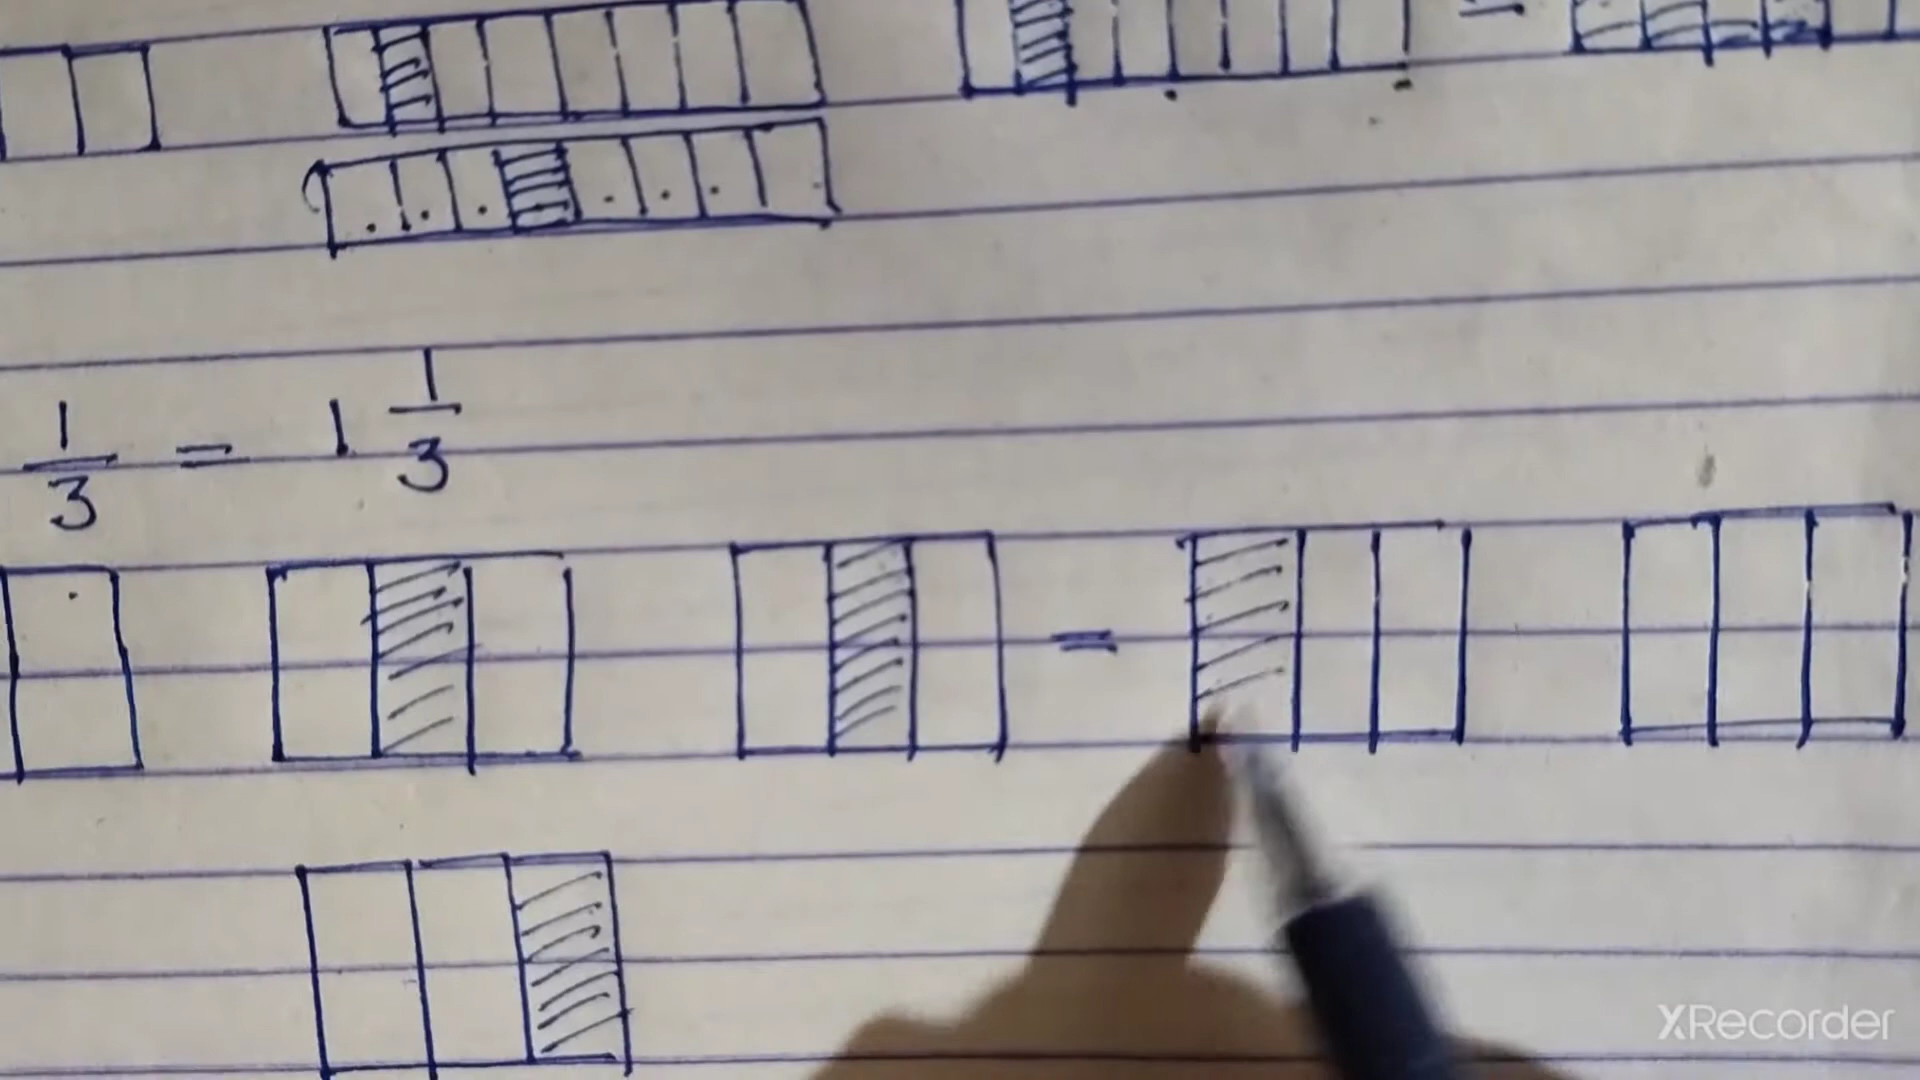 1/3 = 1 1/3
=
XRecorder